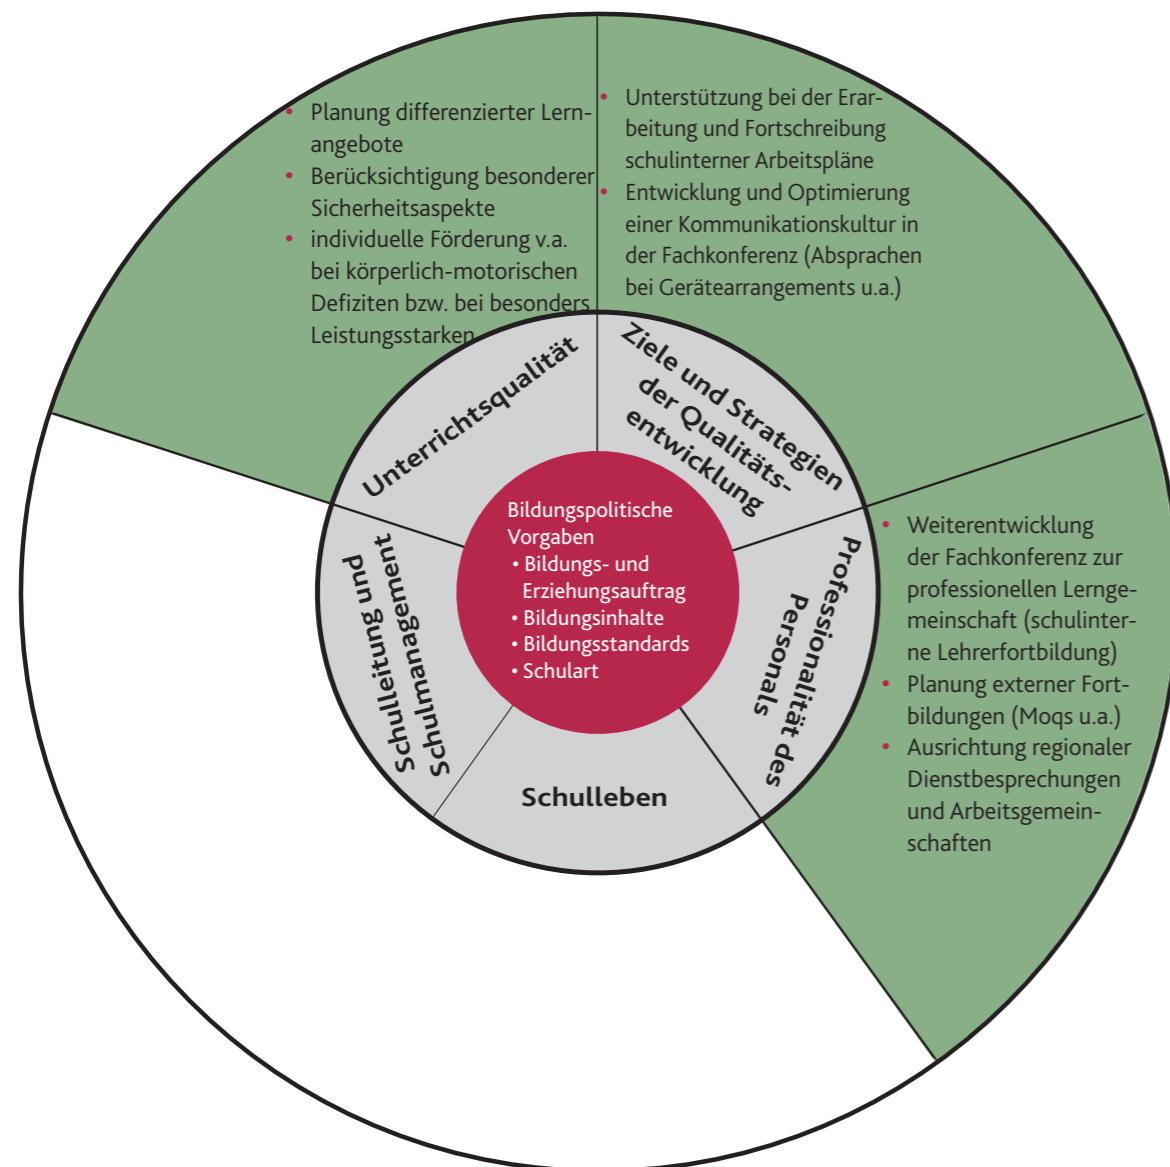 • Planung differenzierter Lern-
angebote
• Berücksichtigung besonderer
Sicherheitsaspekte
• individuelle Förderung v.a.
bei körperlich-motorischen
Defiziten bzw. bei besonders
Leistungsstarken
• Unterstützung bei der Erar-
beitung und Fortschreibung
schulinterner Arbeitspläne
• Entwicklung und Optimierung
einer Kommunikationskultur in
der Fachkonferenz (Absprachen
bei Gerätearrangements u.a.)
Unterrichtsqualität
Ziele und Strategien
der Qualitäts-
entwicklung
Bildungspolitische
Vorgaben
• Bildungs- und
Erziehungsauftrag
• Bildungsinhalte
• Bildungsstandards
• Schulart
Schulleitung und
Schulmanagement
Professionalität des
Personals
Schulleben
• Weiterentwicklung
der Fachkonferenz zur
professionellen Lernge-
meinschaft (schulinter-
ne Lehrerfortbildung)
• Planung externer Fort-
bildungen (Moqs u.a.)
• Ausrichtung regionaler
Dienstbesprechungen
und Arbeitsgemein-
schaften